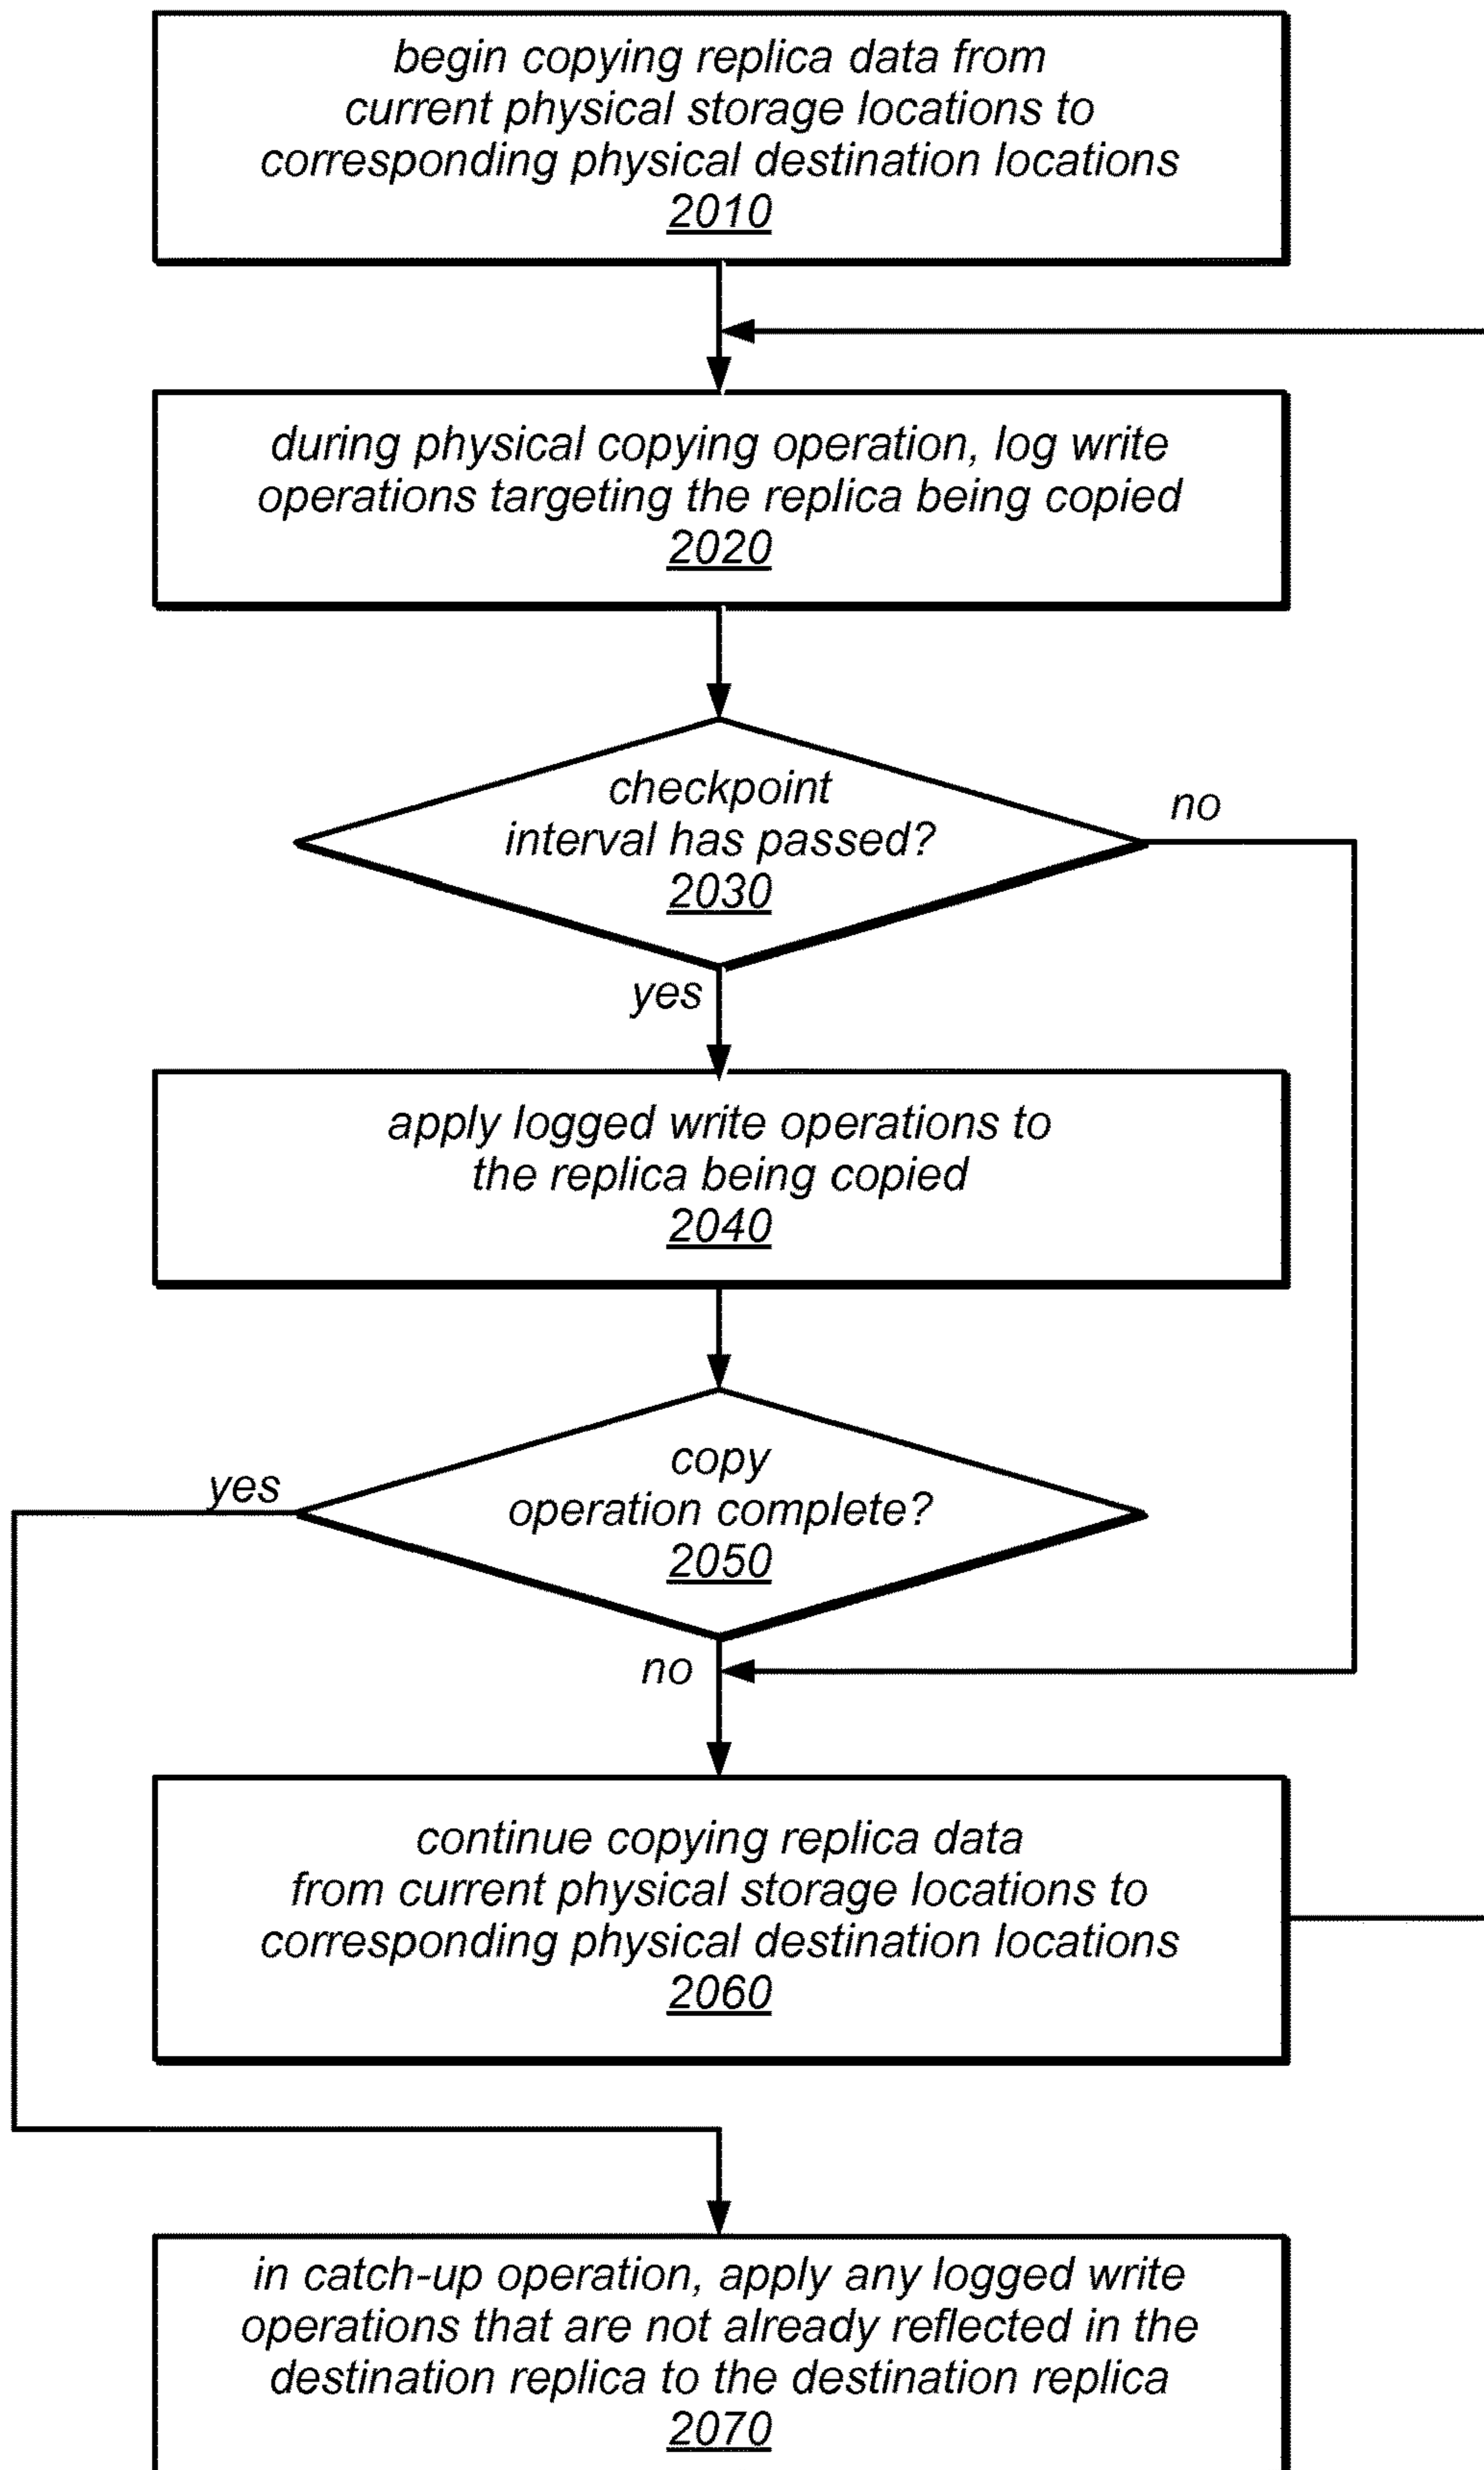 begin copying replica data from
current physical storage locations to
corresponding physical destination locations
2010
during physical copying operation, log write
operations targeting the replica being copied
2020
checkpoint
interval has passed?
2030
no
yes
apply logged write operations to
the replica being copied
2040
copy
operation complete?
2050
yes
no
continue copying replica data
from current physical storage locations to
corresponding physical destination locations
2060
in catch-up operation, apply any logged write
operations that are not already reflected in the
destination replica to the destination replica
2070